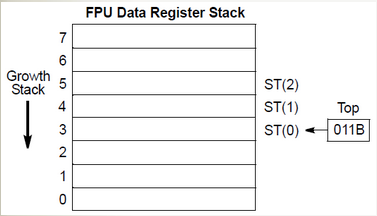 FPU Data Register Stack
7
6
Growth
Stack
5
ST(2)
4
ST(1)
Top
3
ST(0)
011B
2
1
0